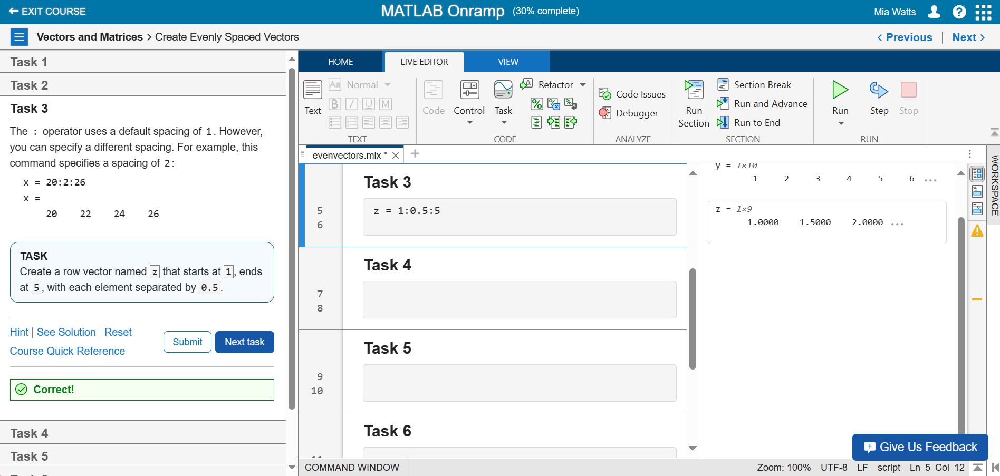 EXIT COURSE
MATLAB Onramp (30% complete)
Mia Watts
Vectors and Matrices > Create Evenly Spaced Vectors
< Previous
Next >
Task 1
Task 2
Task 3
The : operator uses a default spacing of 1. However,
you can specify a different spacing. For example, this
command specifies a spacing of 2:
x = 20:2:26
x =
20 22 24 26
TASK
Create a row vector named z that starts at 1, ends
at 5, with each element separated by 0.5.
Hint | See Solution | Reset
Course Quick Reference
Submit
Next task
Correct!
Task 4
Task 5
HOME
LIVE EDITOR
VIEW
Text
Aa Normal
B I U M
TEXT
Code
Control
Task
Refactor
CODE
Code Issues
Debugger
ANALYZE
Run
Section
Section Break
Run and Advance
Run to End
SECTION
Run
Step
Stop
RUN
evenvectors.mlx *
Task 3
5 z = 1:0.5:5
6
Task 4
7
8
Task 5
9
10
Task 6
y = 1×10
1 2 3 4 5 6 ...
z = 1×9
1.0000 1.5000 2.0000 ...
WORKSPACE
Give Us Feedback
COMMAND WINDOW
Zoom: 100% UTF-8 LF script Ln 5 Col 12